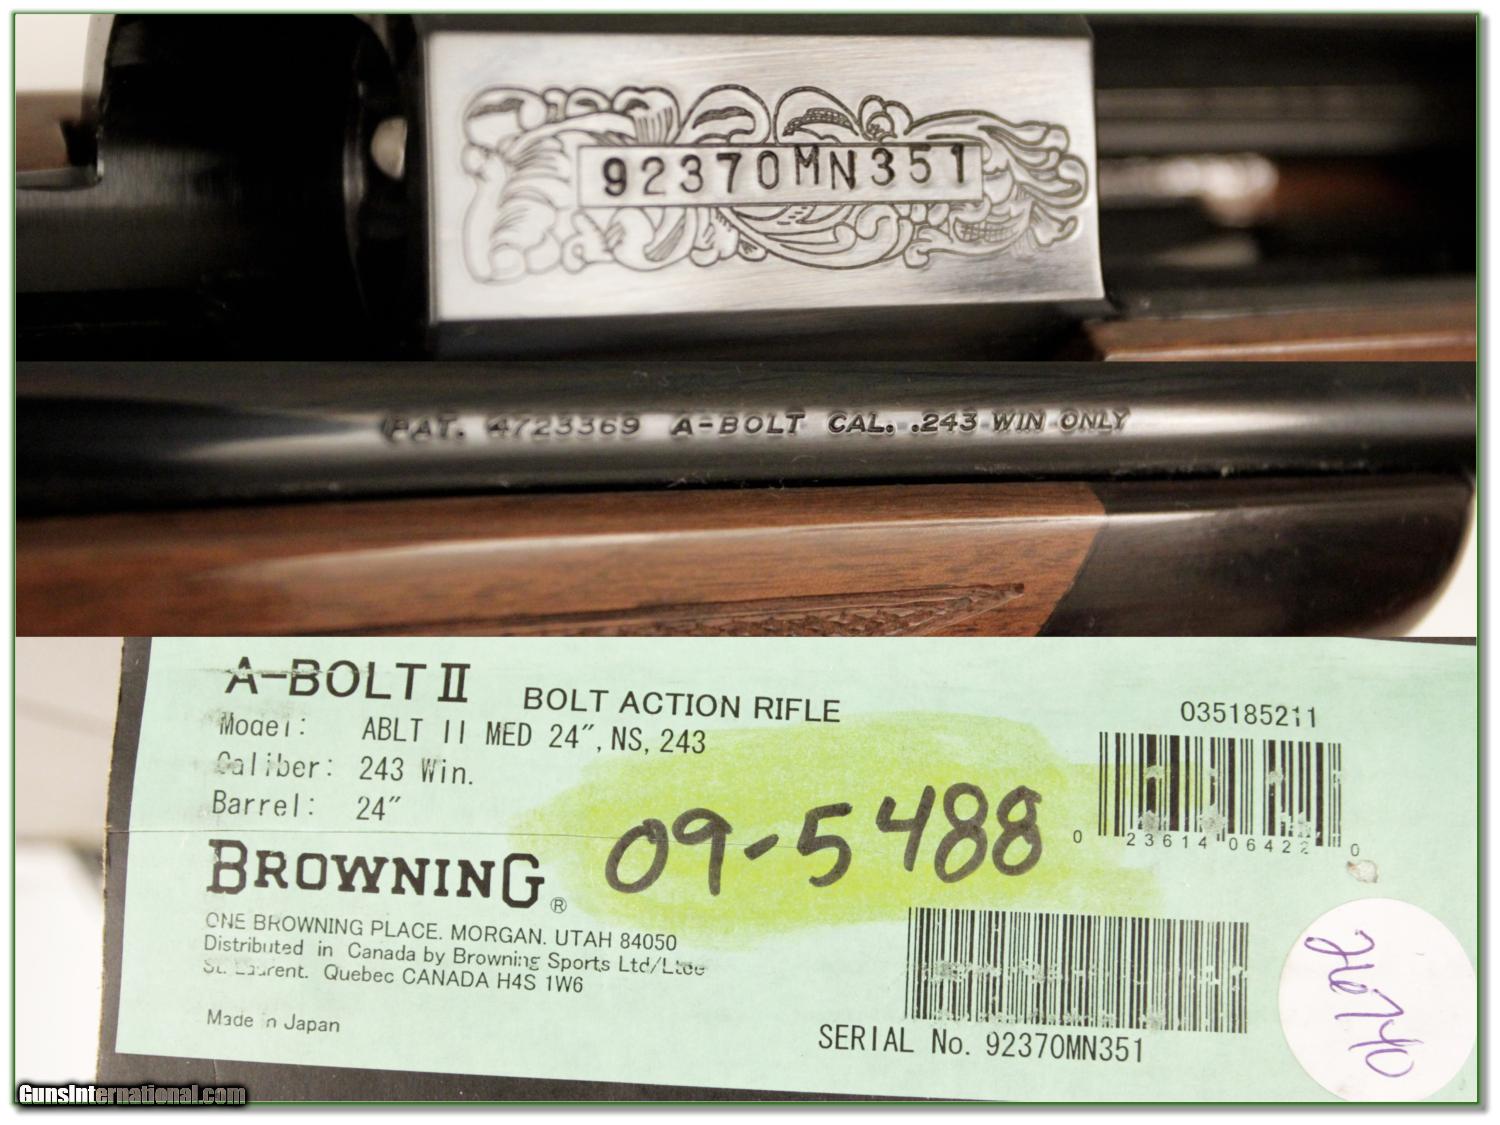 92370MN351
PAT. 4723369 A-BOLT CAL. .243 WIN ONLY
A-BOLT II BOLT ACTION RIFLE
Model: ABLT II MED 24", NS, 243
Caliber: 243 Win.
Barrel: 24"
035185211
0 23614 06422 0
09-5488
BROWNING®
ONE BROWNING PLACE. MORGAN. UTAH 84050
Distributed in Canada by Browning Sports Ltd/Ltee
St. Laurent. Quebec CANADA H4S 1W6
Made in Japan
SERIAL No. 92370MN351
26740
GunsInternational.com